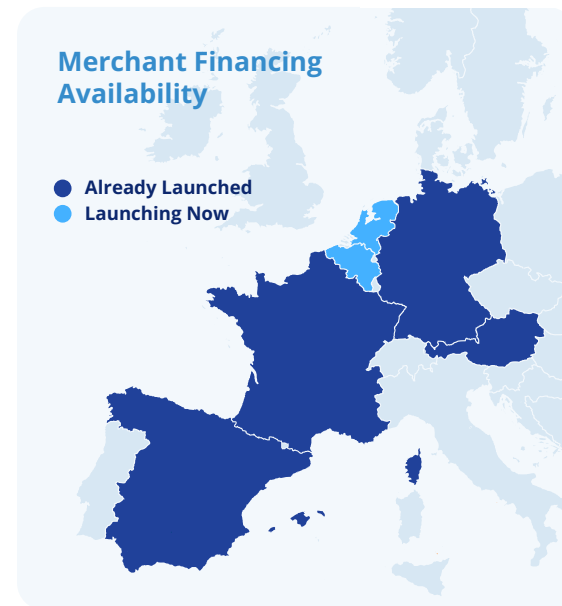 Merchant Financing
Availability
Already Launched
Launching Now